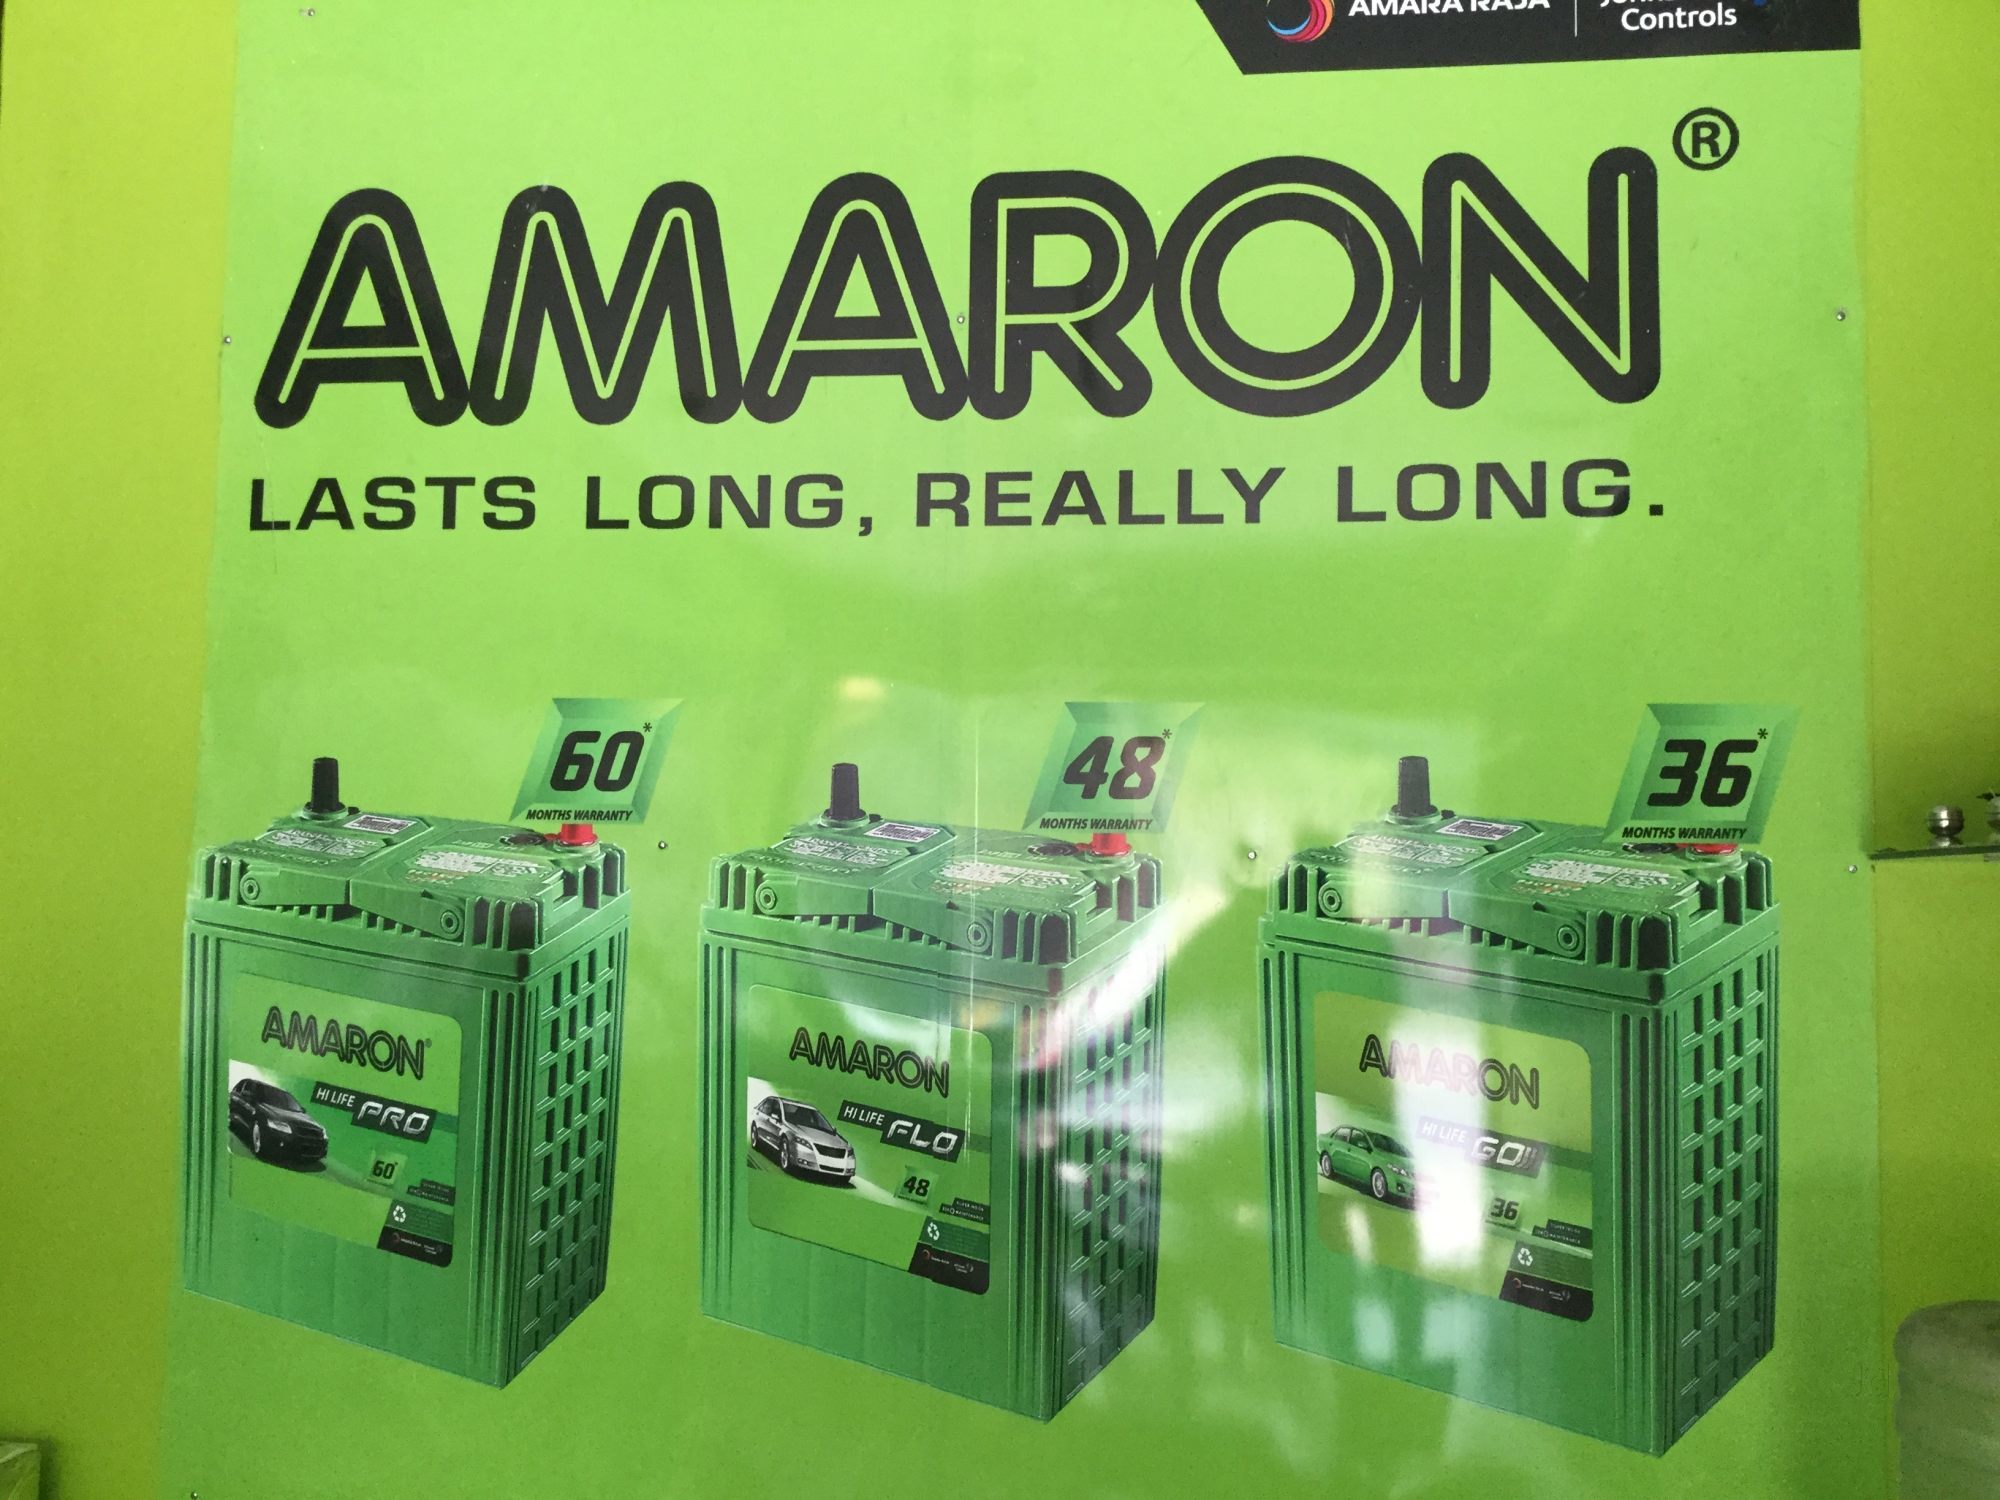 AMARA RAJA
Controls
AMARON®
LASTS LONG, REALLY LONG.
60*
MONTHS WARRANTY
48*
MONTHS WARRANTY
36*
MONTHS WARRANTY
AMARON®
HI LIFE PRO
60*
AMARON
HI LIFE FLO
48
AMARON
HI LIFE GO
36